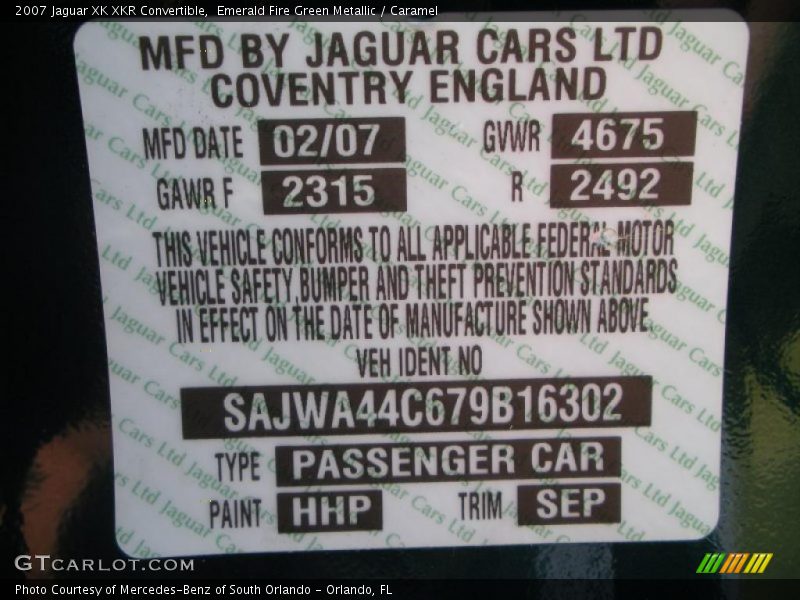 2007 Jaguar XK XKR Convertible,  Emerald Fire Green Metallic / Caramel
MFD BY JAGUAR CARS LTD
COVENTRY ENGLAND
MFD DATE 02/07 GVWR 4675
GAWR F 2315 R 2492
THIS VEHICLE CONFORMS TO ALL APPLICABLE FEDERAL MOTOR
VEHICLE SAFETY,BUMPER AND THEFT PREVENTION STANDARDS
IN EFFECT ON THE DATE OF MANUFACTURE SHOWN ABOVE
VEH IDENT NO
SAJWA44C679B16302
TYPE PASSENGER CAR
PAINT HHP TRIM SEP
GTCARLOT.COM
Photo Courtesy of Mercedes-Benz of South Orlando - Orlando, FL